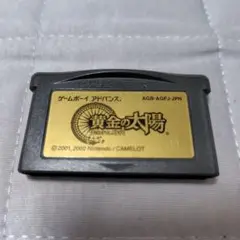 ゲームボーイ アドバンス。 AGB-AGFJ-JPN
黄金の太陽
©2001, 2002 Nintendo / CAMELOT